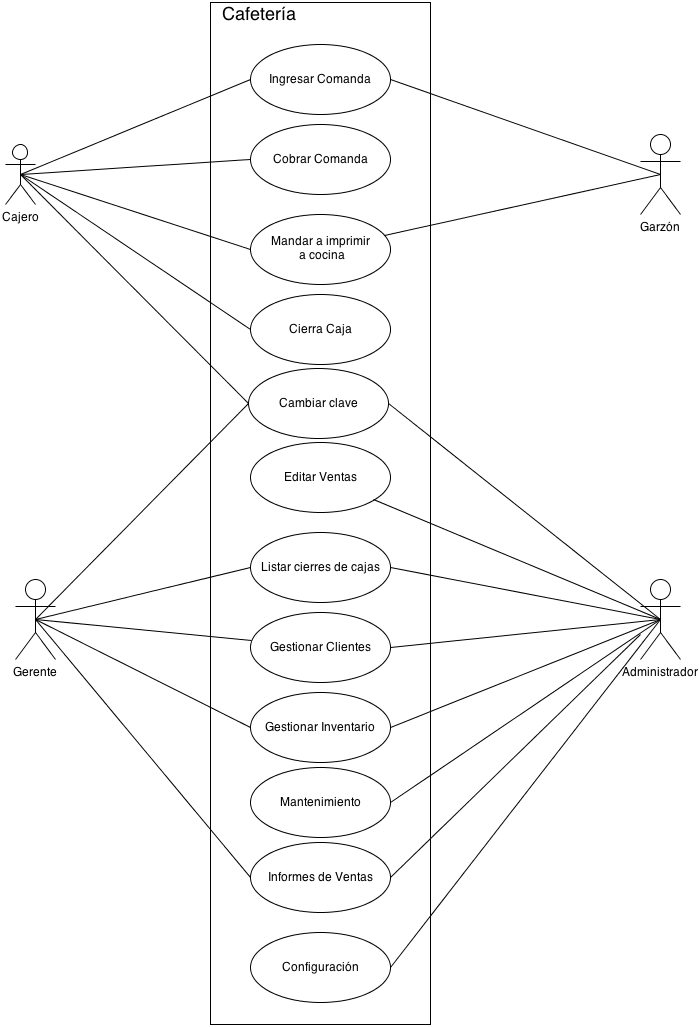 Cafetería
Ingresar Comanda
Cobrar Comanda
Cajero
Garzón
Mandar a imprimir
a cocina
Cierra Caja
Cambiar clave
Editar Ventas
Listar cierres de cajas
Gestionar Clientes
Gerente
Administrador
Gestionar Inventario
Mantenimiento
Informes de Ventas
Configuración